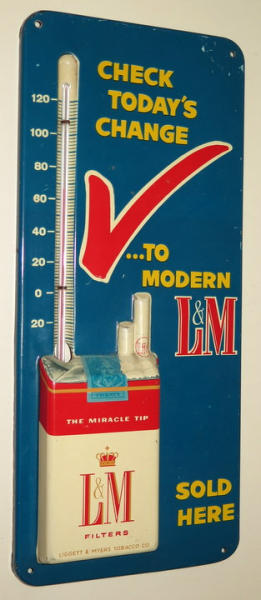 CHECK
TODAY'S
CHANGE
120
100
80
60
40
20
0
20
...TO
MODERN
L&M
THE MIRACLE TIP
L&M
FILTERS
LIGGETT & MYERS TOBACCO CO.
SOLD
HERE